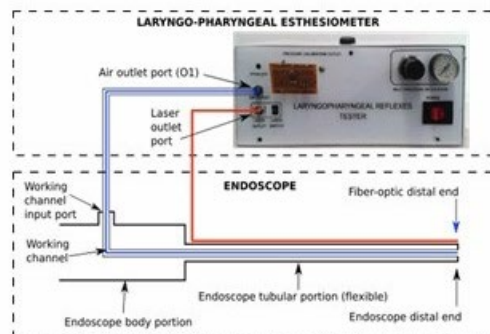 LARYNGO-PHARYNGEAL ESTHESIOMETER
Air outlet port (O1)
Laser
outlet
port
LARYNGOPHARYNGEAL REFLEXES
TESTER
ENDOSCOPE
Working
channel
input port
Fiber-optic distal end
Working
channel
Endoscope tubular portion (flexible)
Endoscope body portion
Endoscope distal end